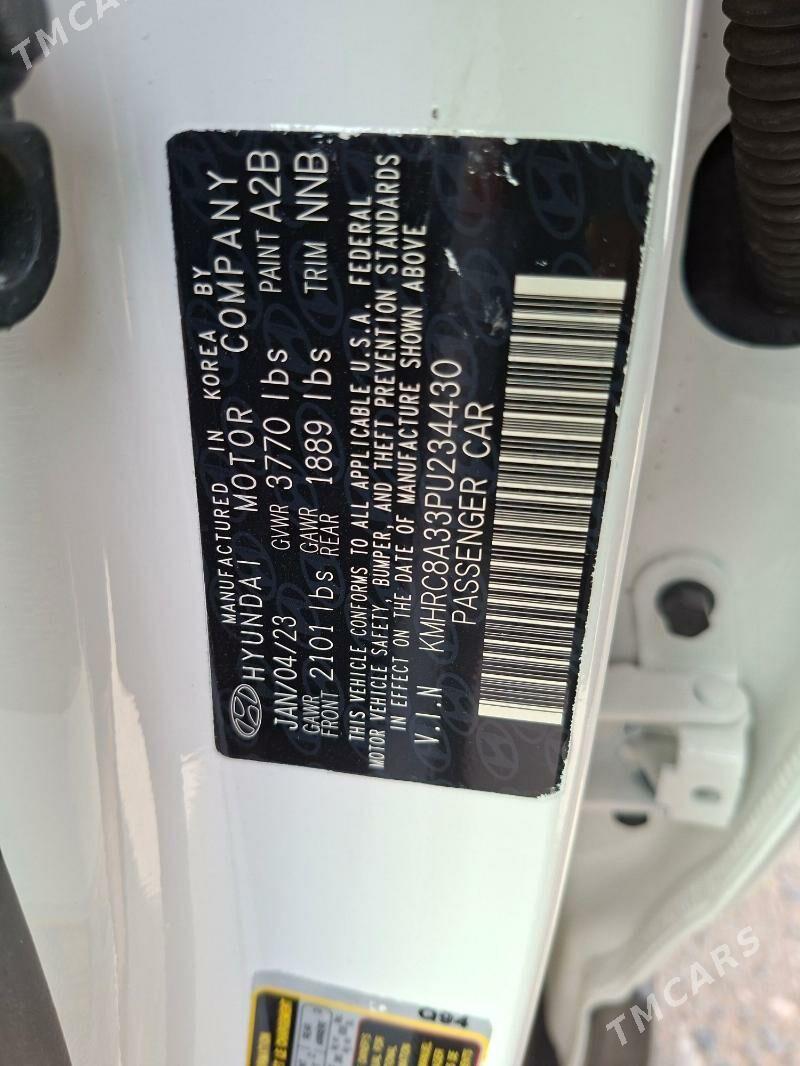 TMCARS
MANUFACTURED IN KOREA BY
HYUNDAI MOTOR COMPANY
JAN/04/23 GVWR 3770 lbs PAINT A2B
GAWR FRONT 2101 lbs GAWR REAR 1889 lbs TRIM NNB
THIS VEHICLE CONFORMS TO ALL APPLICABLE U.S.A. FEDERAL
MOTOR VEHICLE SAFETY, BUMPER, AND THEFT PREVENTION STANDARDS
IN EFFECT ON THE DATE OF MANUFACTURE SHOWN ABOVE
V.I.N KMHRC8A33PU234430
PASSENGER CAR
Q94
TMCARS